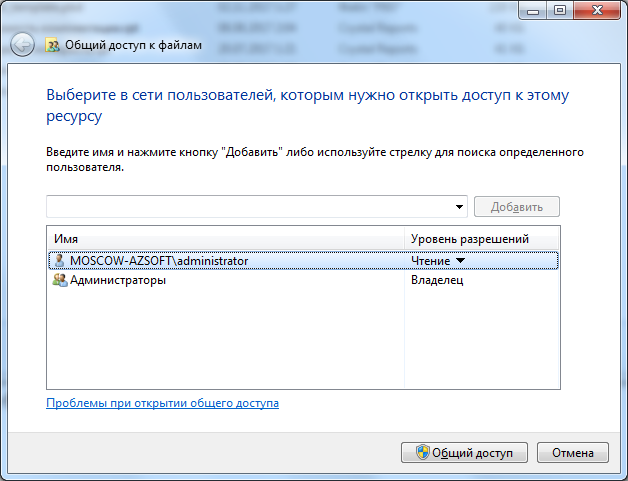 Общий доступ к файлам
Выберите в сети пользователей, которым нужно открыть доступ к этому
ресурсу
Введите имя и нажмите кнопку "Добавить" либо используйте стрелку для поиска определенного
пользователя.
Добавить
Имя Уровень разрешений
MOSCOW-AZSOFT\administrator Чтение
Администраторы Владелец
Проблемы при открытии общего доступа
Общий доступ Отмена